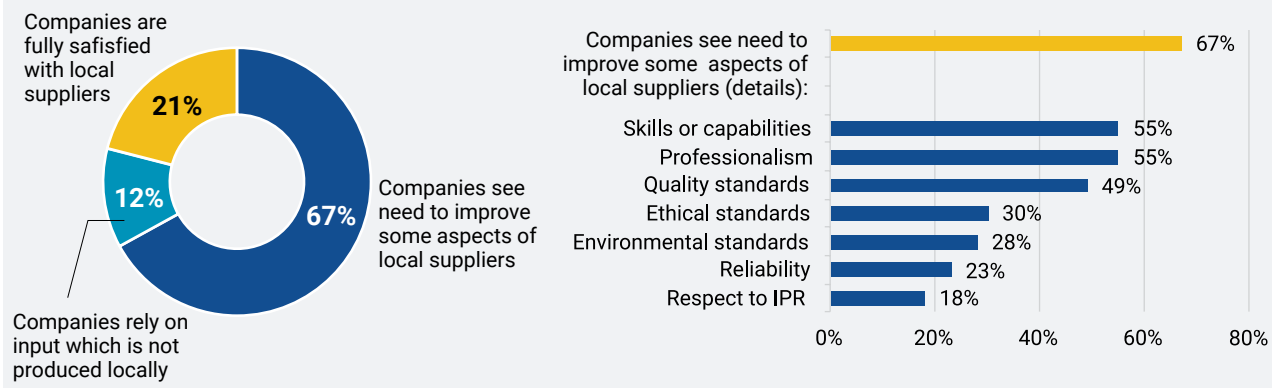 Companies are
fully safisfied
with local
suppliers
21%
12%
67%
Companies see
need to improve
some aspects of
local suppliers
Companies rely on
input which is not
produced locally
Companies see need to
improve some aspects of
local suppliers (details):
67%
Skills or capabilities 55%
Professionalism 55%
Quality standards 49%
Ethical standards 30%
Environmental standards 28%
Reliability 23%
Respect to IPR 18%
0% 20% 40% 60% 80%